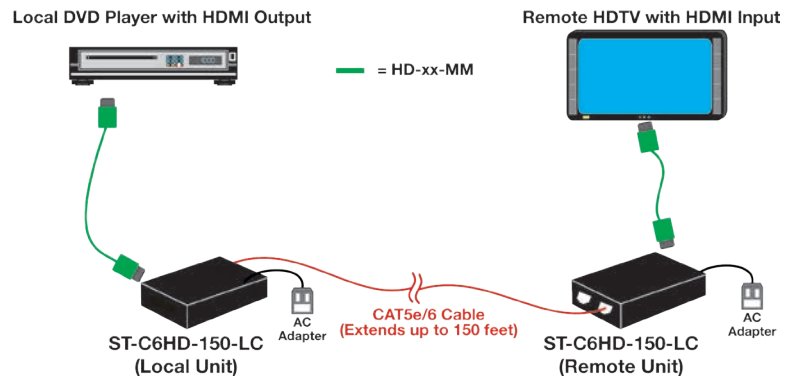 Local DVD Player with HDMI Output
Remote HDTV with HDMI Input
= HD-xx-MM
CAT5e/6 Cable
(Extends up to 150 feet)
AC
Adapter
AC
Adapter
ST-C6HD-150-LC
(Local Unit)
ST-C6HD-150-LC
(Remote Unit)